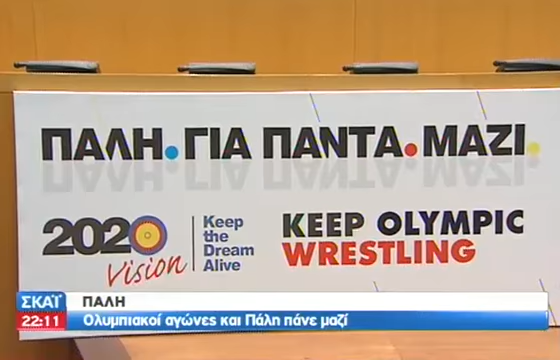 ΠΑΛΗ.ΓΙΑ ΠΑΝΤΑ.ΜΑΖΙ.
2020
Vision
Keep
the
Dream
Alive
KEEP OLYMPIC
WRESTLING
ΣΚΑΪ
ΠΑΛΗ
22:11
Ολυμπιακοί αγώνες και Πάλη πάνε μαζί